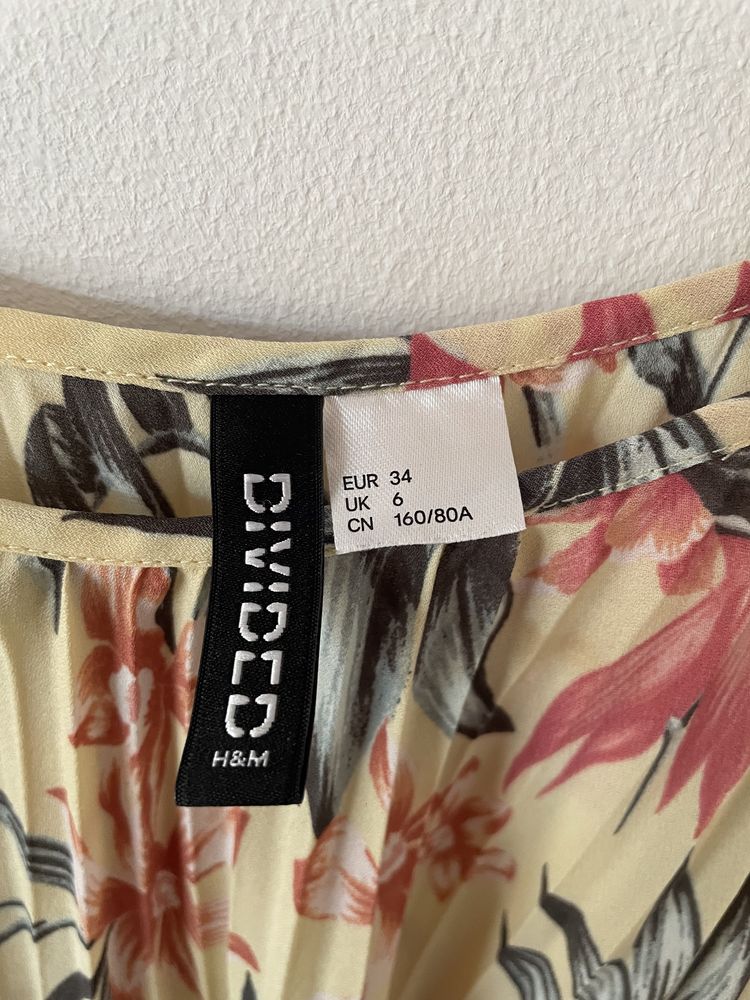 DIVIDED
H&M
EUR 34
UK 6
CN 160/80A